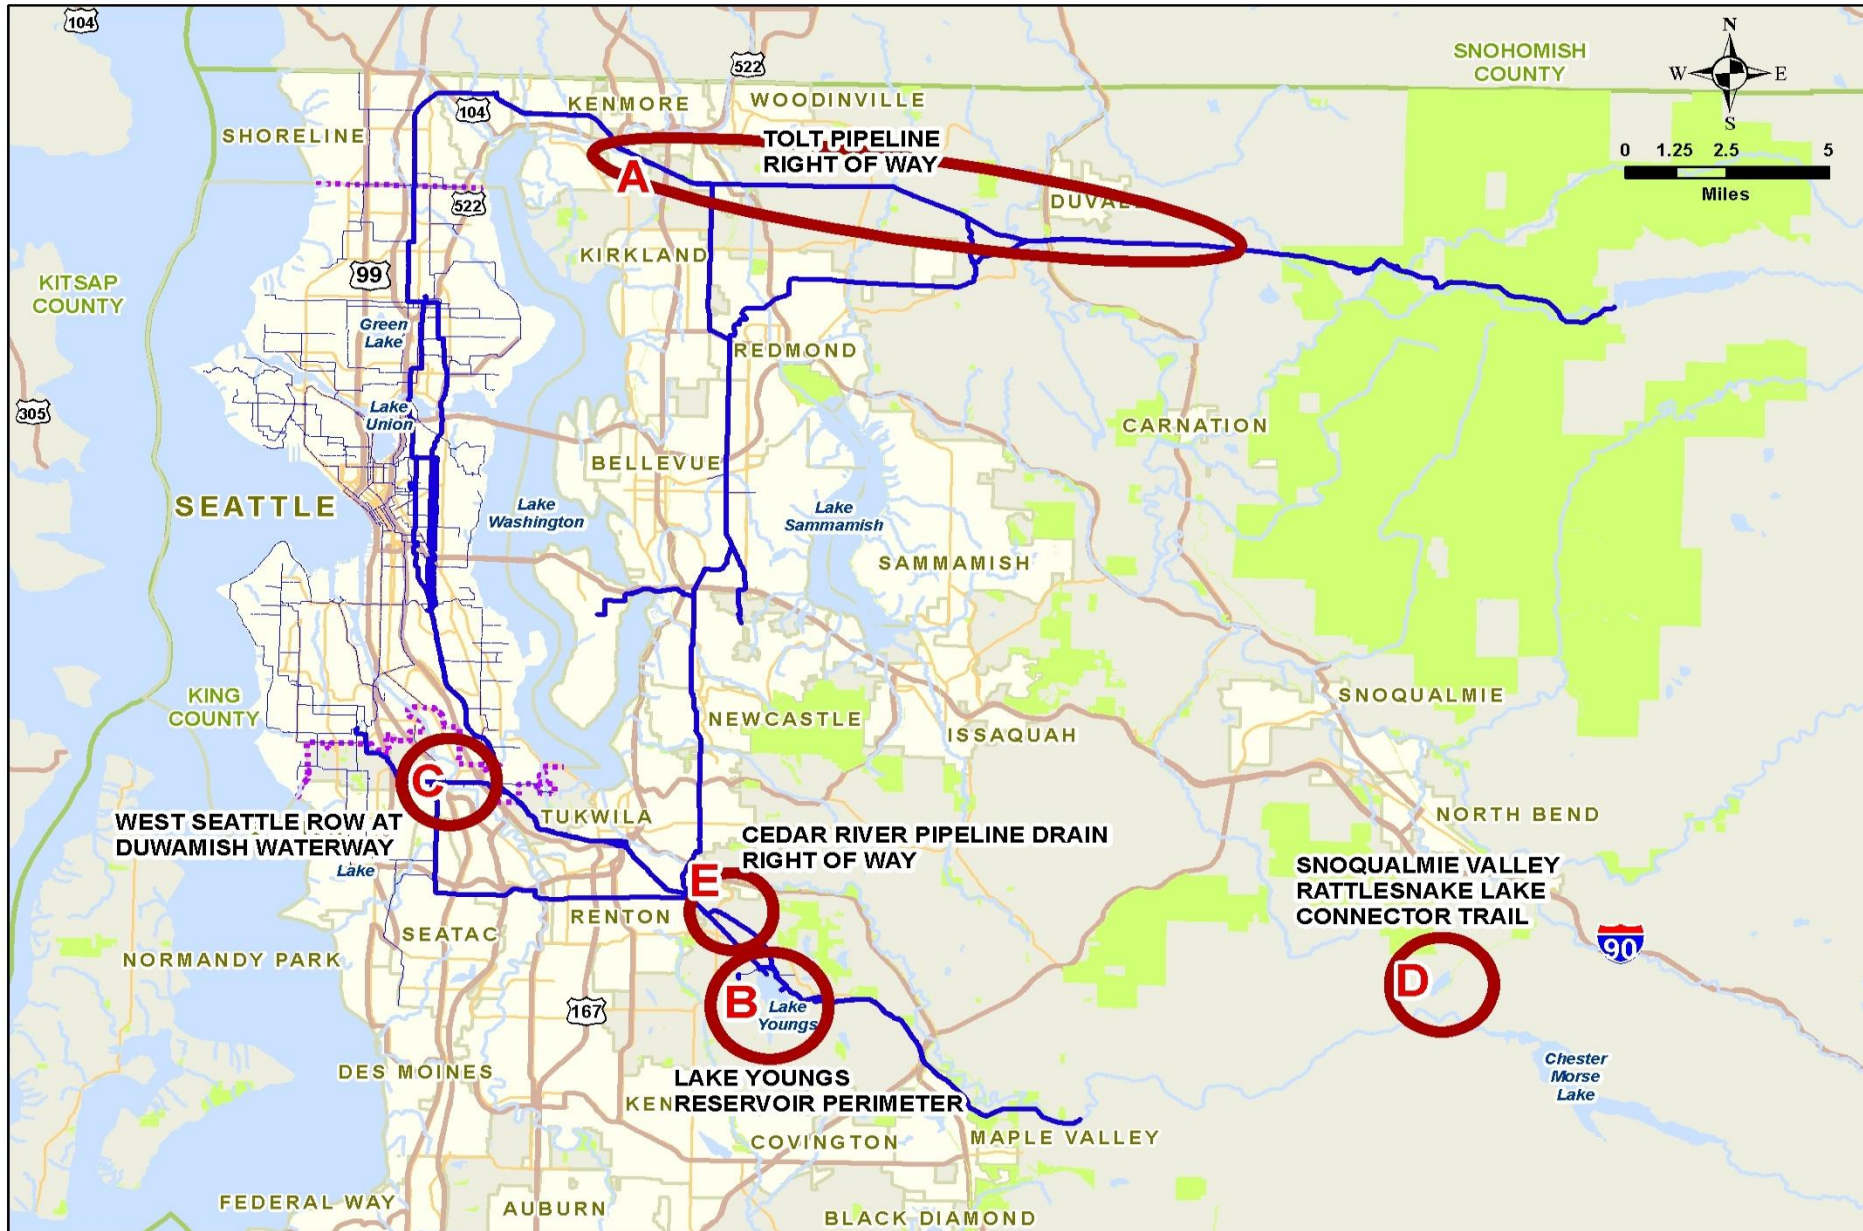 104
522
SNOHOMISH
COUNTY
N
W
E
S
KENMORE
WOODINVILLE
104
SHORELINE
TOLT PIPELINE
RIGHT OF WAY
0 1.25 2.5 5
Miles
A
522
DUVALL
KIRKLAND
99
KITSAP
COUNTY
Green
Lake
REDMOND
305
Lake
Union
CARNATION
BELLEVUE
SEATTLE
Lake
Washington
Lake
Sammamish
SAMMAMISH
KING
COUNTY
SNOQUALMIE
NEWCASTLE
ISSAQUAH
C
WEST SEATTLE ROW AT
DUWAMISH WATERWAY
Lake
TUKWILA
CEDAR RIVER PIPELINE DRAIN
RIGHT OF WAY
NORTH BEND
SNOQUALMIE VALLEY
RATTLESNAKE LAKE
CONNECTOR TRAIL
E
RENTON
SEATAC
90
NORMANDY PARK
D
B
Lake
Youngs
167
DES MOINES
LAKE YOUNGS
RESERVOIR PERIMETER
KEN
Chester
Morse
Lake
COVINGTON
MAPLE VALLEY
FEDERAL WAY
AUBURN
BLACK DIAMOND